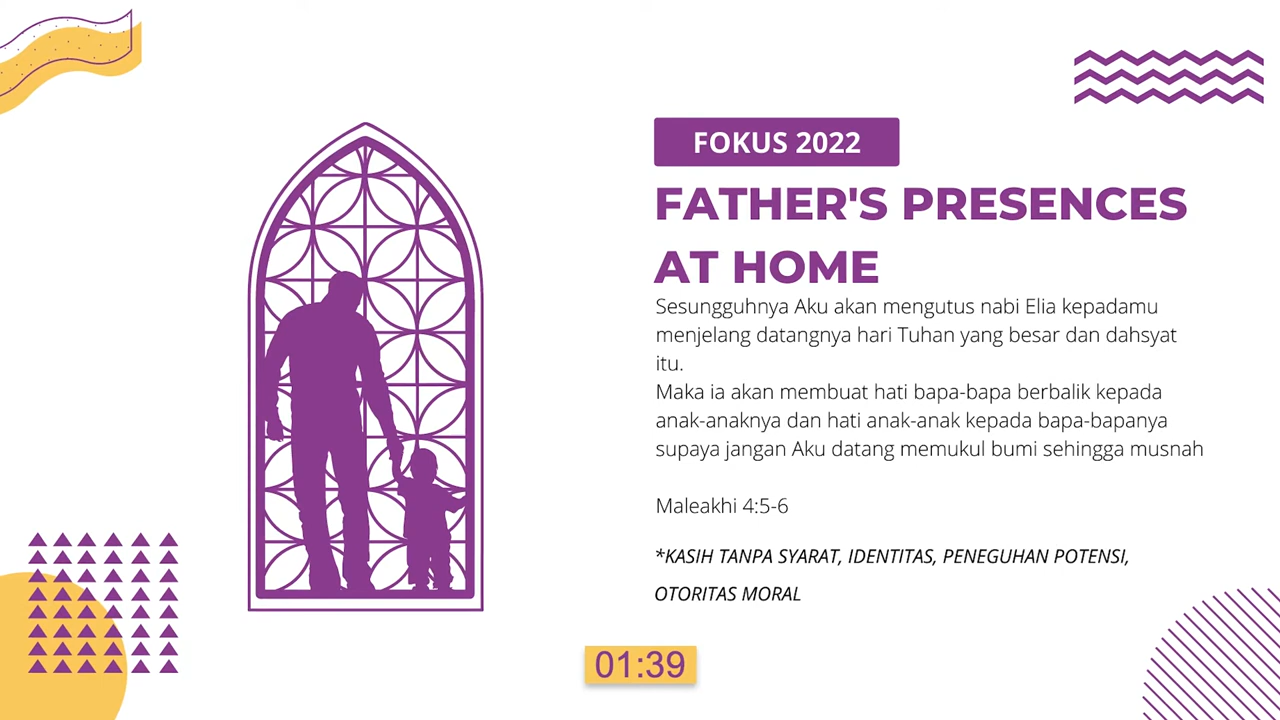 FOKUS 2022
FATHER'S PRESENCES
AT HOME
Sesungguhnya Aku akan mengutus nabi Elia kepadamu
menjelang datangnya hari Tuhan yang besar dan dahsyat
itu.
Maka ia akan membuat hati bapa-bapa berbalik kepada
anak-anaknya dan hati anak-anak kepada bapa-bapanya
supaya jangan Aku datang memukul bumi sehingga musnah
Maleakhi 4:5-6
*KASIH TANPA SYARAT, IDENTITAS, PENEGUHAN POTENSI,
OTORITAS MORAL
01:39